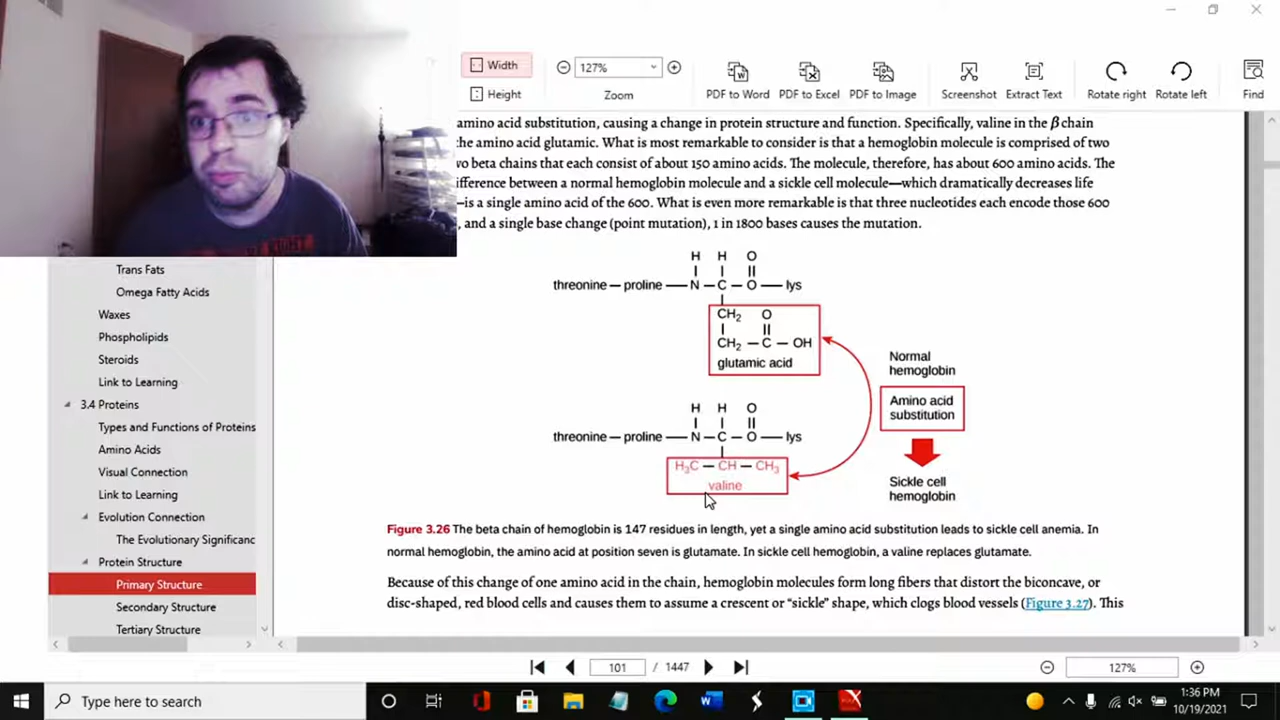 Width
Height
127%
Zoom
PDF to Word
PDF to Excel
PDF to Image
Screenshot
Extract Text
Rotate right
Rotate left
Find
amino acid substitution, causing a change in protein structure and function. Specifically, valine in the β chain
the amino acid glutamic. What is most remarkable to consider is that a hemoglobin molecule is comprised of two
wo beta chains that each consist of about 150 amino acids. The molecule, therefore, has about 600 amino acids. The
ifference between a normal hemoglobin molecule and a sickle cell molecule—which dramatically decreases life
—is a single amino acid of the 600. What is even more remarkable is that three nucleotides each encode those 600
, and a single base change (point mutation), 1 in 1800 bases causes the mutation.
H H O
threonine — proline — N — C — O — lys
CH₂ O
CH₂ — C — OH
glutamic acid
Normal
hemoglobin
Amino acid
substitution
Sickle cell
hemoglobin
H H O
threonine — proline — N — C — O — lys
H₃C — CH — CH₃
valine
Figure 3.26 The beta chain of hemoglobin is 147 residues in length, yet a single amino acid substitution leads to sickle cell anemia. In
normal hemoglobin, the amino acid at position seven is glutamate. In sickle cell hemoglobin, a valine replaces glutamate.
Because of this change of one amino acid in the chain, hemoglobin molecules form long fibers that distort the biconcave, or
disc-shaped, red blood cells and causes them to assume a crescent or “sickle” shape, which clogs blood vessels (Figure 3.27). This
Trans Fats
Omega Fatty Acids
Waxes
Phospholipids
Steroids
Link to Learning
3.4 Proteins
Types and Functions of Proteins
Amino Acids
Visual Connection
Link to Learning
Evolution Connection
The Evolutionary Significanc
Protein Structure
Primary Structure
Secondary Structure
Tertiary Structure
101 / 1447
127%
Type here to search
1:36 PM
10/19/2021